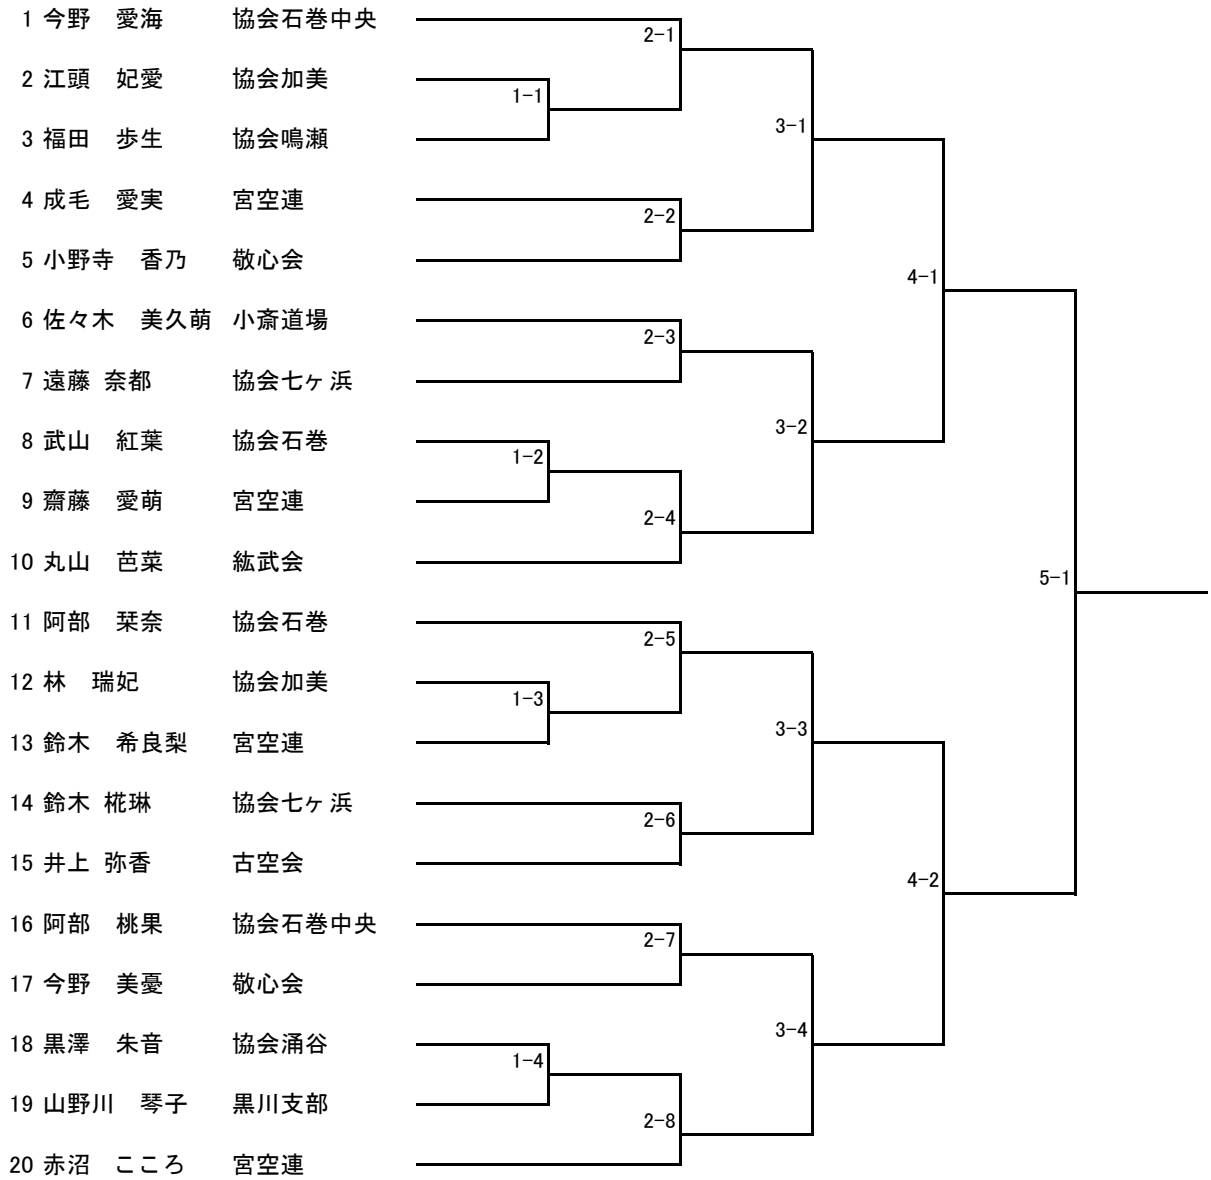 1 今野　愛海　協会石巻中央
2-1
2 江頭　妃愛　協会加美
1-1
3 福田　歩生　協会鳴瀬
3-1
4 成毛　愛実　宮空連
2-2
5 小野寺　香乃　敬心会
4-1
6 佐々木　美久萌　小斎道場
2-3
7 遠藤 奈都　協会七ヶ浜
3-2
8 武山　紅葉　協会石巻
1-2
9 齋藤　愛萌　宮空連
2-4
10 丸山　芭菜　紘武会
5-1
11 阿部　栞奈　協会石巻
2-5
12 林　瑞妃　協会加美
1-3
13 鈴木　希良梨　宮空連
3-3
14 鈴木 椛琳　協会七ヶ浜
2-6
15 井上 弥香　古空会
4-2
16 阿部　桃果　協会石巻中央
2-7
17 今野　美憂　敬心会
3-4
18 黒澤　朱音　協会涌谷
1-4
19 山野川　琴子　黒川支部
2-8
20 赤沼　こころ　宮空連